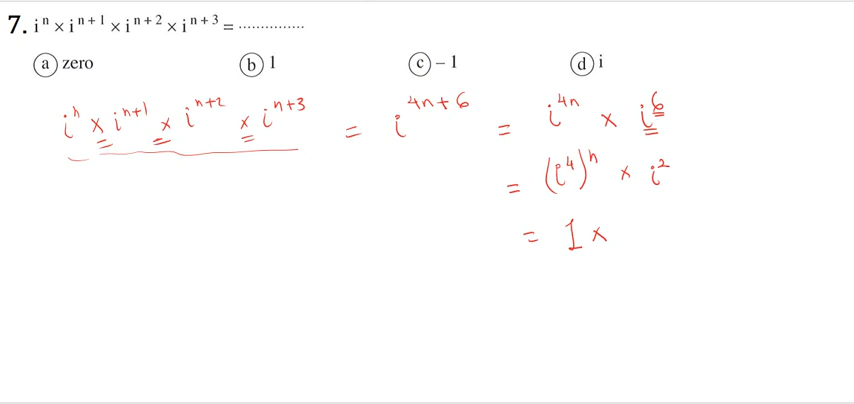 7. iⁿ × iⁿ⁺¹ × iⁿ⁺² × iⁿ⁺³ = ...............
ⓐ zero ⓑ 1 ⓒ – 1 ⓓ i
iⁿ × iⁿ⁺¹ × iⁿ⁺² × iⁿ⁺³ = i⁴ⁿ⁺⁶ = i⁴ⁿ × i⁶
= (i⁴)ⁿ × i²
= 1 ×